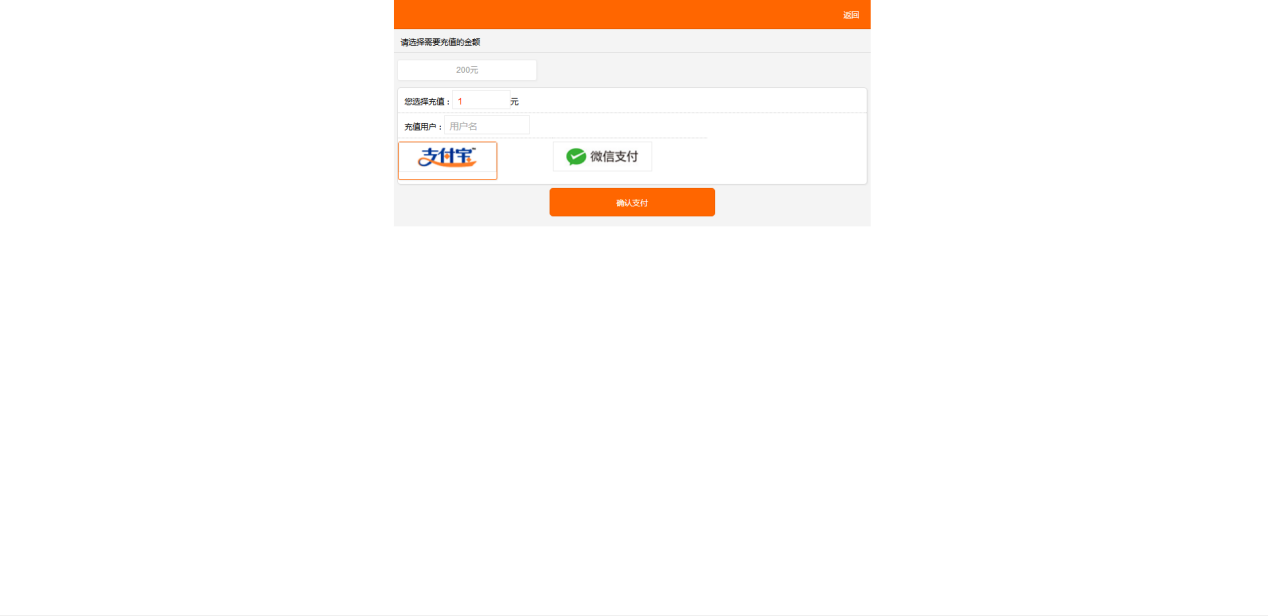 返回
请选择需要充值的金额
200元
您选择充值： 1 元
充值用户： 用户名
支付宝 微信支付
确认支付